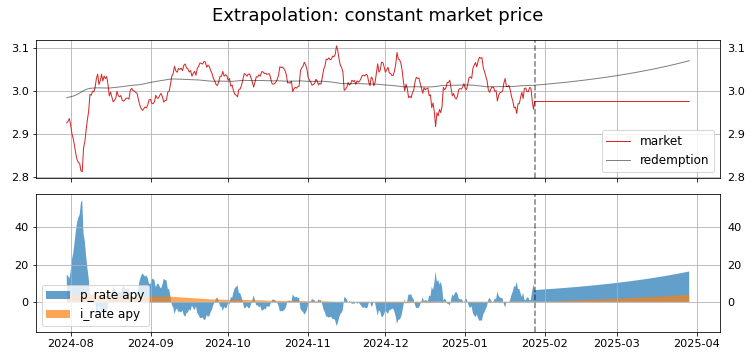 Extrapolation: constant market price
3.1 3.1
3.0 3.0
2.9 2.9
2.8 2.8
market
redemption
40 40
20 20
0 0
p_rate apy
i_rate apy
2024-08 2024-09 2024-10 2024-11 2024-12 2025-01 2025-02 2025-03 2025-04